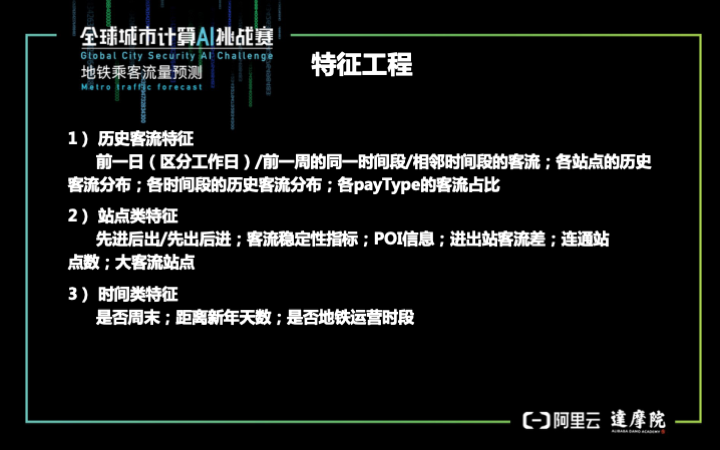 全球城市计算AI挑战赛
Global City Security AI Challenge
地铁乘客流量预测
Metro traffic forecast
特征工程
1） 历史客流特征
前一日（区分工作日）/前一周的同一时间段/相邻时间段的客流；各站点的历史
客流分布；各时间段的历史客流分布；各payType的客流占比
2） 站点类特征
先进后出/先出后进；客流稳定性指标；POI信息；进出站客流差；连通站
点数；大客流站点
3） 时间类特征
是否周末；距离新年天数；是否地铁运营时段
阿里云 達摩院
ALIBABA DAMO ACADEMY